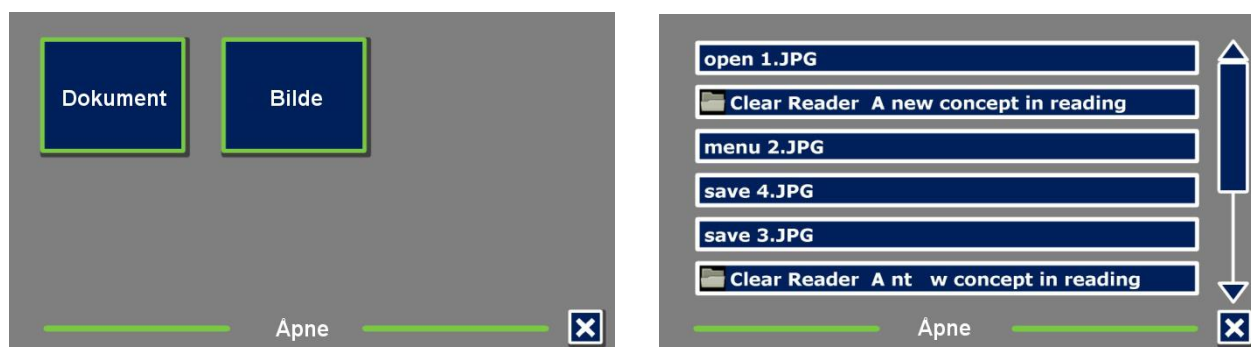 Dokument
Bilde
Åpne
open 1.JPG
Clear Reader A new concept in reading
menu 2.JPG
save 4.JPG
save 3.JPG
Clear Reader A nt w concept in reading
Åpne